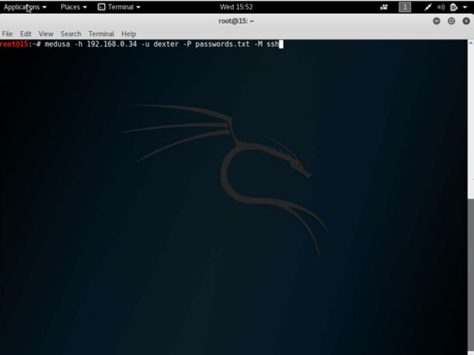 Applications Places Terminal Wed 15:52 1
root@15: ~
File Edit View Search Terminal Help
root@15:~# medusa -h 192.168.0.34 -u dexter -P passwords.txt -M ssh